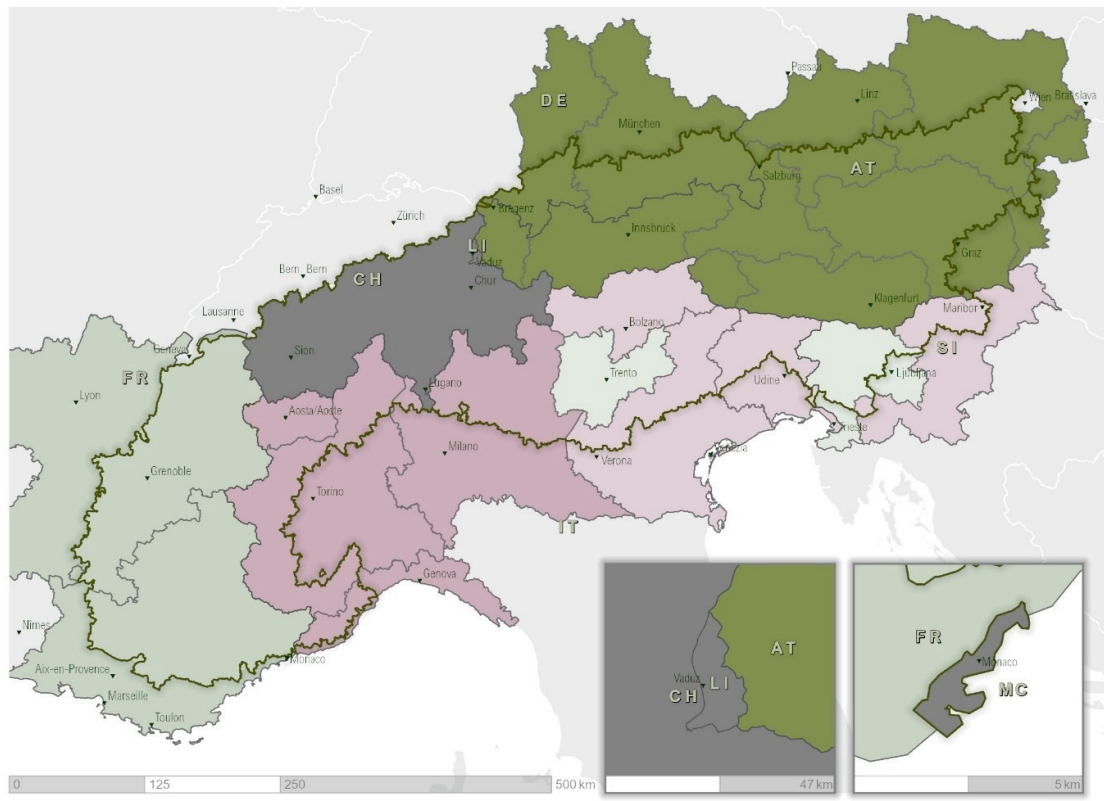 Passau
DE
Linz
Wien
Bratislava
München
AT
Salzburg
Basel
Bregenz
Zürich
Innsbruck
LI
Vaduz
Graz
Bern Bern
CH
Chur
Klagenfurt
Maribor
Lausanne
Bolzano
SI
Geneva
Sion
Trento
Udine
Ljubljana
FR
Lugano
Lyon
Aosta/Aoste
Trieste
Milano
Verona
Venezia
Grenoble
Torino
IT
Genova
Nîmes
Monaco
Aix-en-Provence
Marseille
Toulon
AT
Vaduz
LI
CH
FR
Monaco
MC
0
125
250
500 km
47 km
5 km